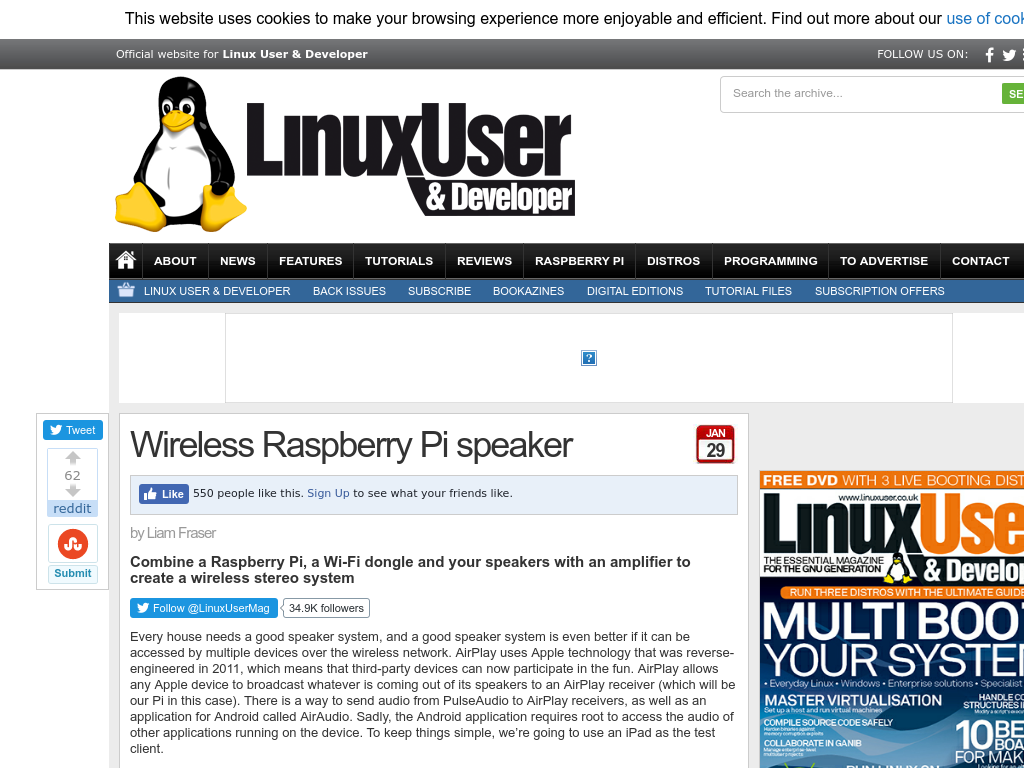 This website uses cookies to make your browsing experience more enjoyable and efficient. Find out more about our use of
Official website for Linux User & Developer
FOLLOW US ON:
Search the archive...
SE
LinuxUser
& Developer
ABOUT NEWS FEATURES TUTORIALS REVIEWS RASPBERRY PI DISTROS PROGRAMMING TO ADVERTISE CONTACT
LINUX USER & DEVELOPER BACK ISSUES SUBSCRIBE BOOKAZINES DIGITAL EDITIONS TUTORIAL FILES SUBSCRIPTION OFFERS
?
Tweet
62
reddit
Submit
Wireless Raspberry Pi speaker
JAN
29
Like 550 people like this. Sign Up to see what your friends like.
by Liam Fraser
Combine a Raspberry Pi, a Wi-Fi dongle and your speakers with an amplifier to
create a wireless stereo system
Follow @LinuxUserMag 34.9K followers
Every house needs a good speaker system, and a good speaker system is even better if it can be
accessed by multiple devices over the wireless network. AirPlay uses Apple technology that was reverse-
engineered in 2011, which means that third-party devices can now participate in the fun. AirPlay allows
any Apple device to broadcast whatever is coming out of its speakers to an AirPlay receiver (which will be
our Pi in this case). There is a way to send audio from PulseAudio to AirPlay receivers, as well as an
application for Android called AirAudio. Sadly, the Android application requires root to access the audio of
other applications running on the device. To keep things simple, we're going to use an iPad as the test
client.
FREE DVD WITH 3 LIVE BOOTING DIST
www.linuxuser.co.uk
LinuxUse
THE ESSENTIAL MAGAZINE
FOR THE GNU GENERATION
& Develop
RUN THREE DISTROS WITH THE ULTIMATE GUIDE
MULTI BOO
YOUR SYSTE
• Everyday Linux • Windows • Enterprise solutions • Specialist
MASTER VIRTUALISATION
Set up a host and run virtual machines
COMPILE SOURCE CODE SAFELY
COLLABORATE IN GANIB
HANDLE CO
STRUCTURES I
10 BE
BOA
FOR MAK
RUN LINUX ON